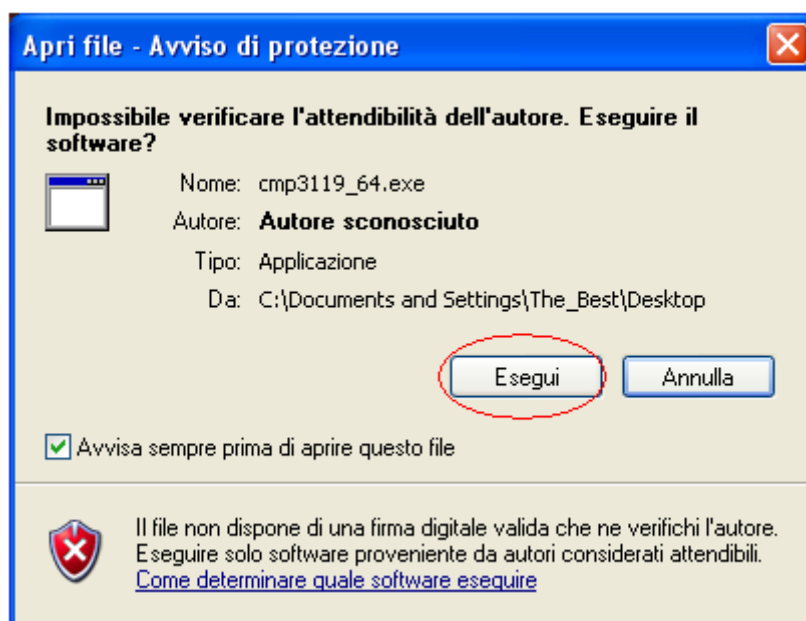 Apri file - Avviso di protezione
Impossibile verificare l'attendibilità dell'autore. Eseguire il
software?
Nome: cmp3119_64.exe
Autore: Autore sconosciuto
Tipo: Applicazione
Da: C:\Documents and Settings\The_Best\Desktop
Esegui Annulla
Avvisa sempre prima di aprire questo file
Il file non dispone di una firma digitale valida che ne verifichi l'autore.
Eseguire solo software proveniente da autori considerati attendibili.
Come determinare quale software eseguire